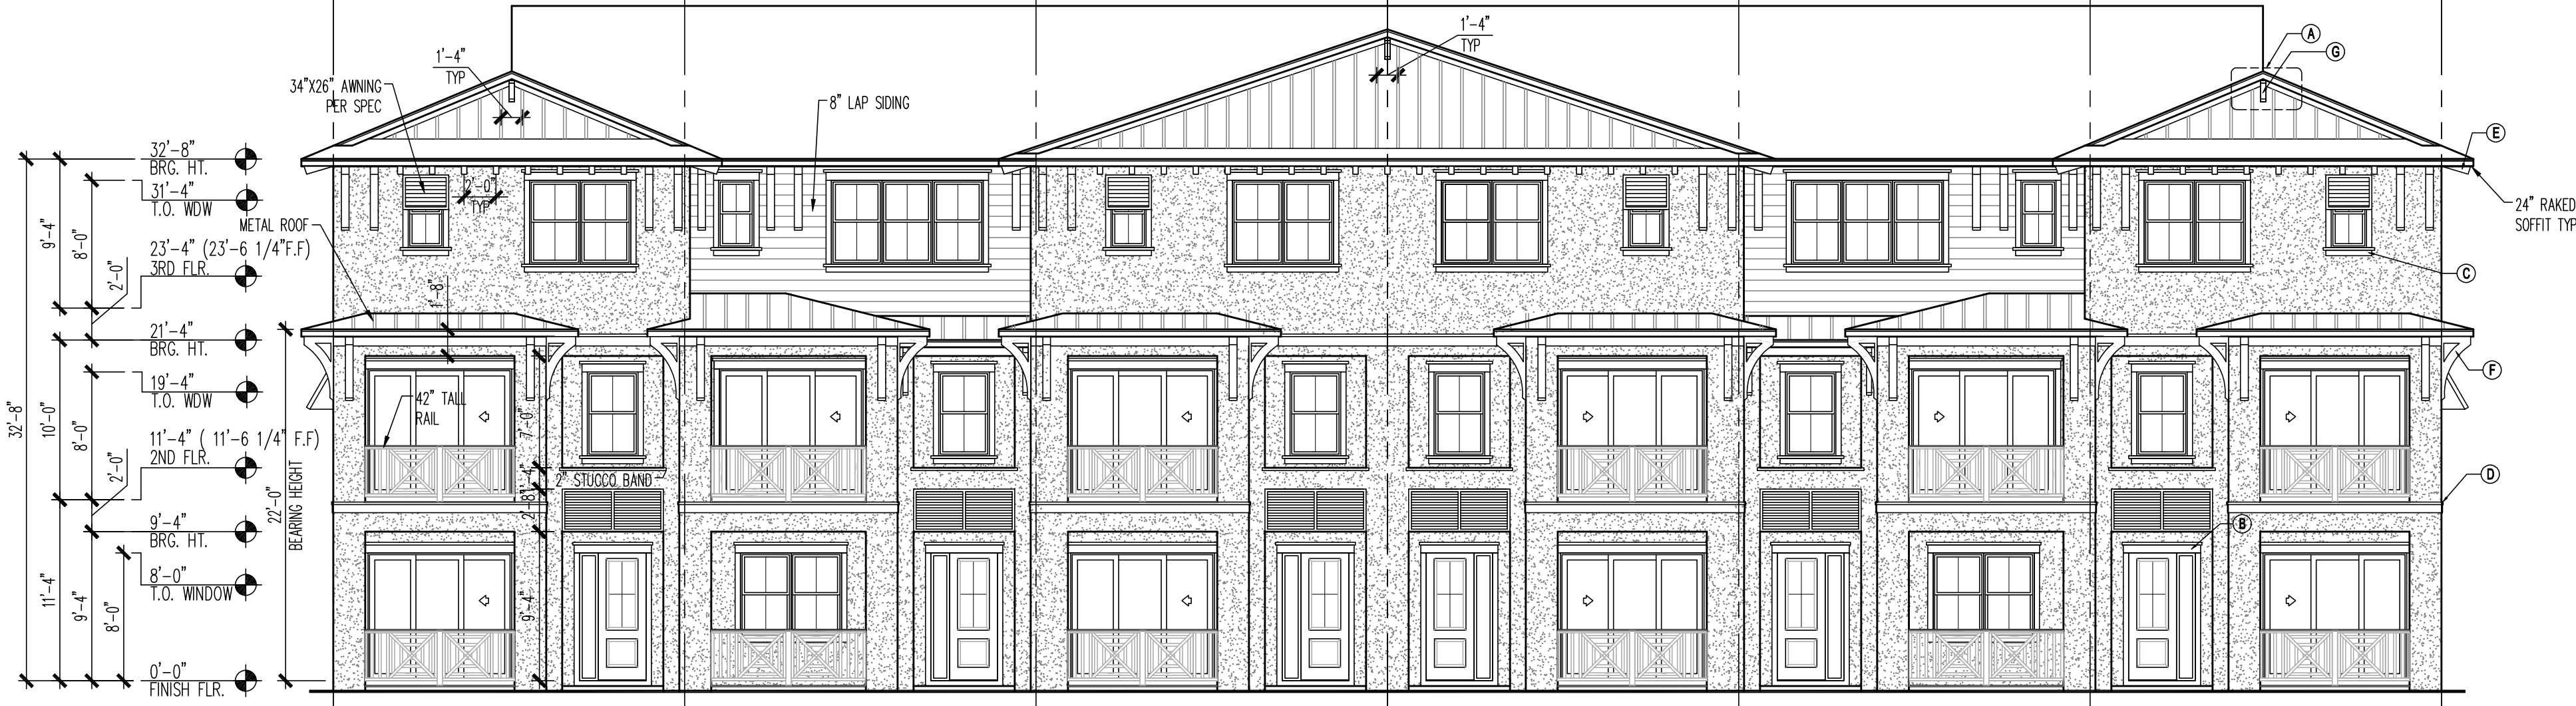 1'-4"
TYP
1'-4"
TYP
A
G
34"X26" AWNING
PER SPEC
8" LAP SIDING
E
32'-8"
BRG. HT.
31'-4"
T.O. WDW
2'-0"
TYP
24" RAKED
SOFFIT TYP
METAL ROOF
23'-4" (23'-6 1/4"F.F)
3RD FLR.
C
9'-4"
8'-0"
2'-0"
1'-8"
21'-4"
BRG. HT.
F
19'-4"
T.O. WDW
42" TALL
RAIL
32'-8"
10'-0"
8'-0"
2'-0"
7'-0"
11'-4" ( 11'-6 1/4" F.F)
2ND FLR.
22'-0"
BEARING HEIGHT
1'-4"
2" STUCCO BAND
2'-8"
D
9'-4"
BRG. HT.
B
8'-0"
T.O. WINDOW
11'-4"
9'-4"
8'-0"
9'-4"
0'-0"
FINISH FLR.